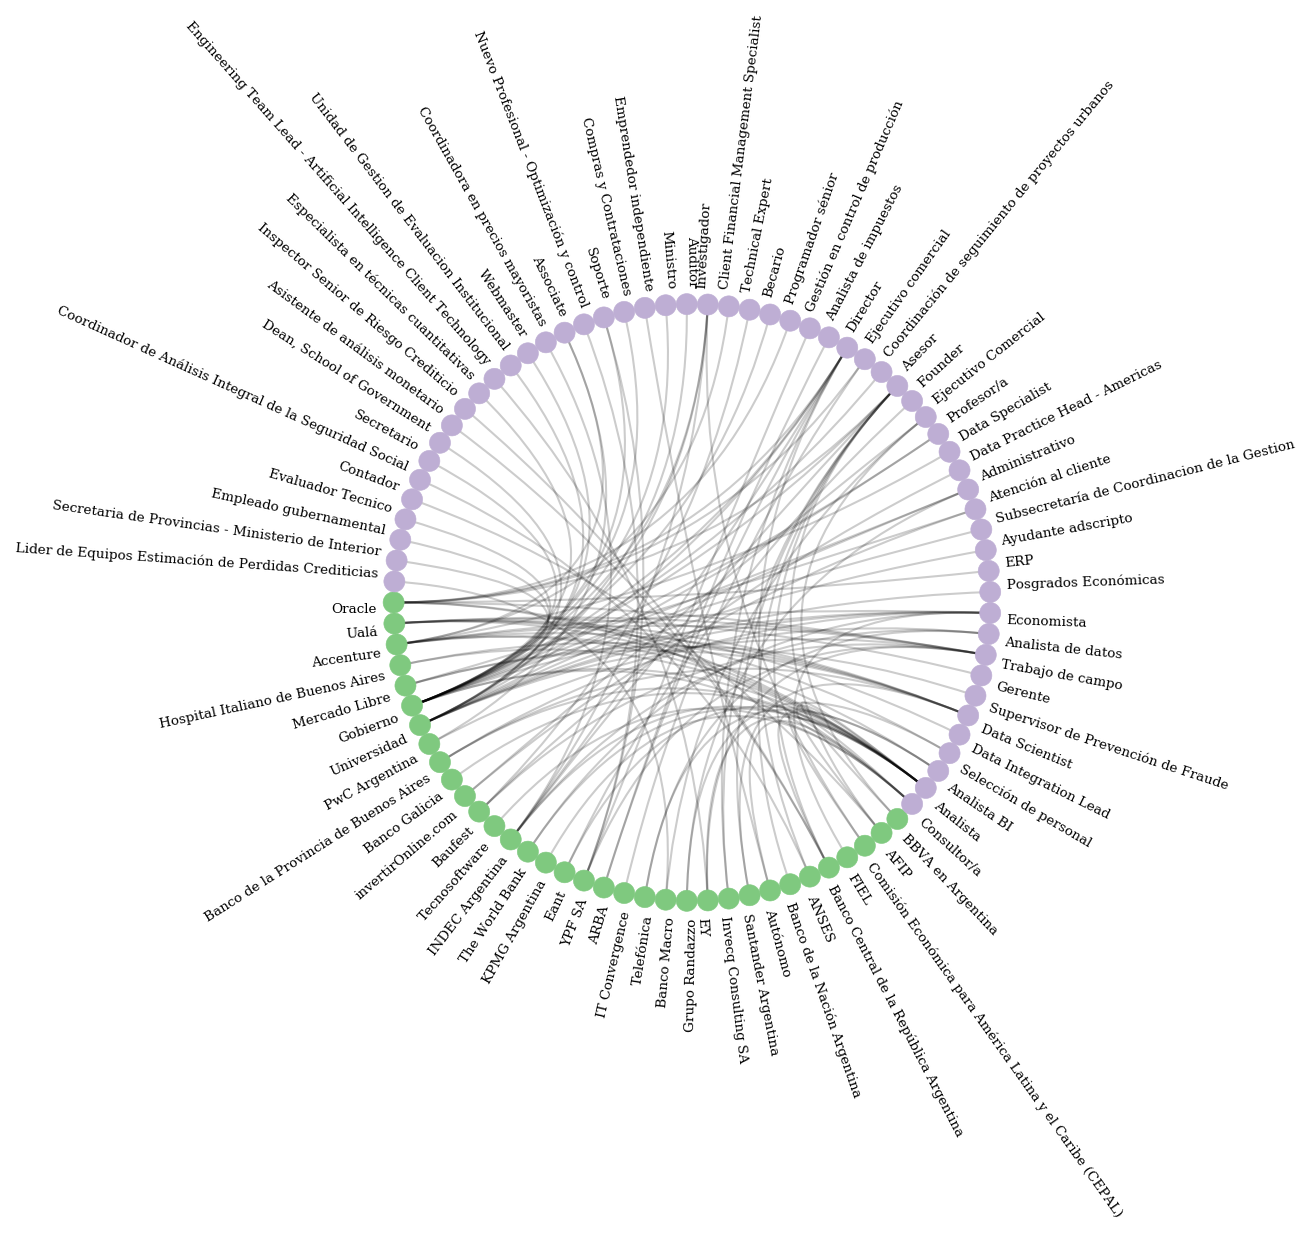 Engineering Team Lead - Artificial Intelligence Client Technology
Unidad de Gestion de Evaluacion Institucional
Webmaster
Coordinadora en precios mayoristas
Associate
Nuevo Profesional - Optimización y control
Soporte
Compras y Contrataciones
Emprendedor independiente
Ministro
Auditor
Investigador
Client Financial Management Specialist
Technical Expert
Becario
Programador sénior
Gestión en control de producción
Analista de impuestos
Director
Ejecutivo comercial
Coordinación de seguimiento de proyectos urbanos
Asesor
Founder
Ejecutivo Comercial
Profesor/a
Data Specialist
Data Practice Head - Americas
Administrativo
Atención al cliente
Subsecretaría de Coordinacion de la Gestion
Ayudante adscripto
ERP
Posgrados Económicas
Economista
Analista de datos
Trabajo de campo
Gerente
Supervisor de Prevención de Fraude
Data Scientist
Data Integration Lead
Selección de personal
Analista BI
Analista
Consultor/a
BBVA en Argentina
AFIP
Comisión Económica para América Latina y el Caribe (CEPAL)
FIEL
Banco Central de la República Argentina
ANSES
Banco de la Nación Argentina
Autónomo
Santander Argentina
Invecq Consulting SA
EY
Grupo Randazzo
Banco Macro
Telefónica
IT Convergence
ARBA
YPF SA
Eant
KPMG Argentina
The World Bank
INDEC Argentina
Tecnosoftware
Baufest
invertirOnline.com
Banco Galicia
Banco de la Provincia de Buenos Aires
PwC Argentina
Universidad
Gobierno
Mercado Libre
Hospital Italiano de Buenos Aires
Accenture
Ualá
Oracle
Lider de Equipos Estimación de Perdidas Crediticias
Secretaria de Provincias - Ministerio de Interior
Empleado gubernamental
Evaluador Tecnico
Contador
Coordinador de Análisis Integral de la Seguridad Social
Secretario
Dean, School of Government
Asistente de análisis monetario
Inspector Senior de Riesgo Crediticio
Especialista en técnicas cuantitativas